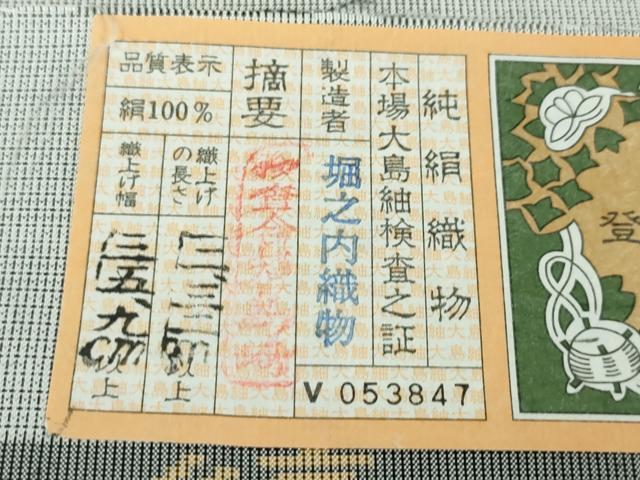 純絹織物
本場大島紬検査之証
製造者
堀之内織物
V 053847
摘要
品質表示
絹100%
織上げの長さ
以上
織上げ幅
三五、九cm以上
登